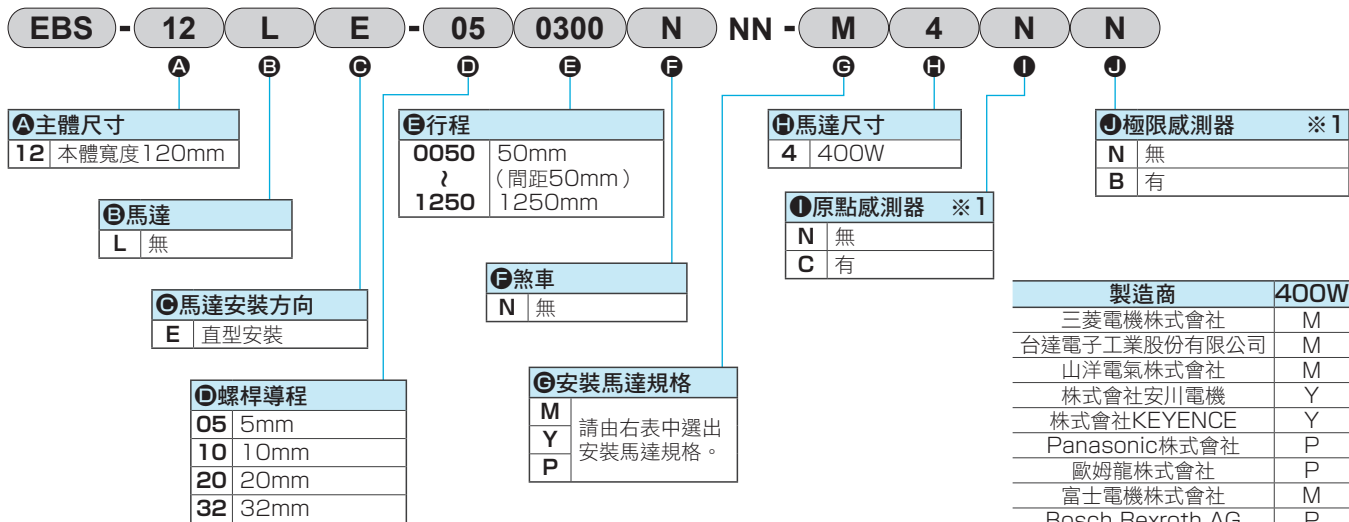 EBS - 12 L E - 05 0300 N NN - M 4 N N
A B C D E F G H I J
A主體尺寸
12 本體寬度120mm
B馬達
L 無
C馬達安裝方向
E 直型安裝
D螺桿導程
05 5mm
10 10mm
20 20mm
32 32mm
E行程
0050 50mm
~ (間距50mm)
1250 1250mm
F煞車
N 無
G安裝馬達規格
M
Y
P
請由右表中選出
安裝馬達規格。
H馬達尺寸
4 400W
I原點感測器 ※1
N 無
C 有
J極限感測器 ※1
N 無
B 有
製造商 400W
三菱電機株式會社 M
台達電子工業股份有限公司 M
山洋電氣株式會社 M
株式會社安川電機 Y
株式會社KEYENCE Y
Panasonic株式會社 P
歐姆龍株式會社 P
富士電機株式會社 M
Bosch Rexroth AG P